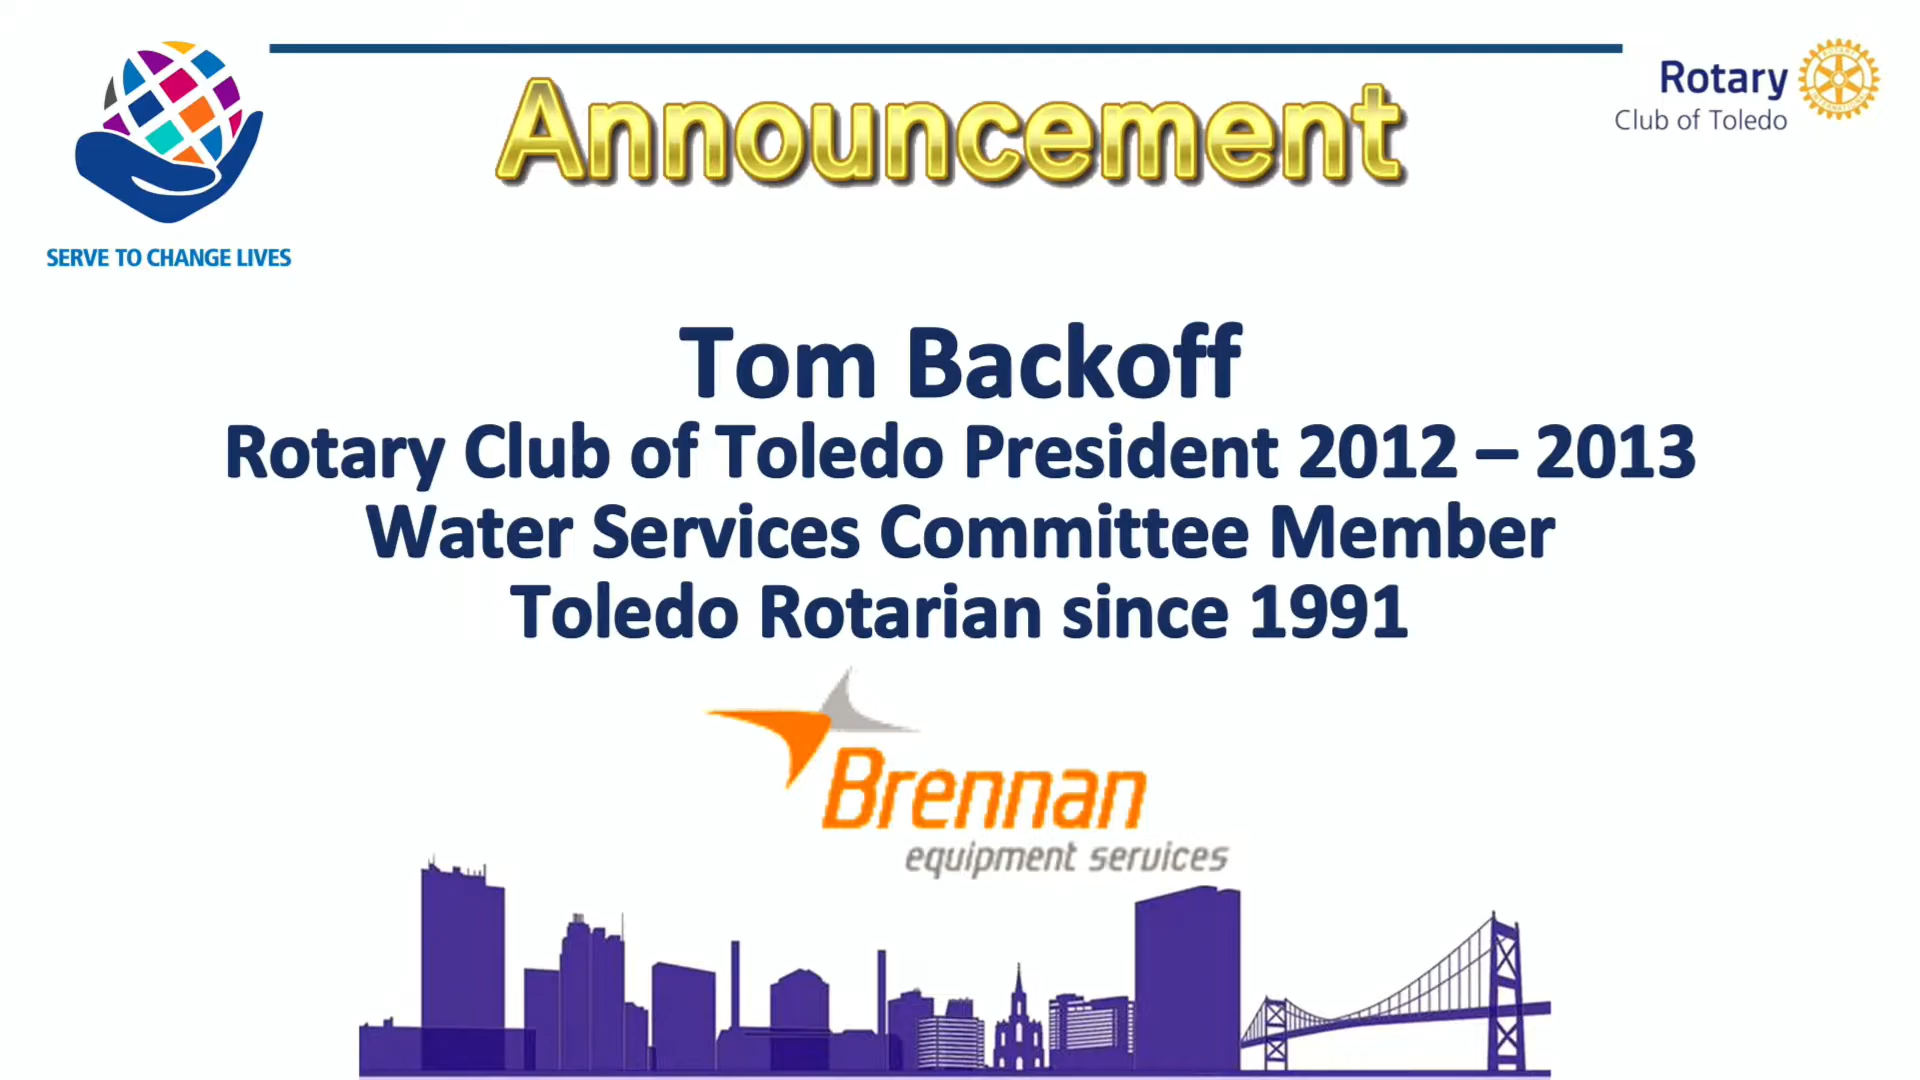 Announcement
Rotary
Club of Toledo
SERVE TO CHANGE LIVES
Tom Backoff
Rotary Club of Toledo President 2012 – 2013
Water Services Committee Member
Toledo Rotarian since 1991
Brennan
equipment services